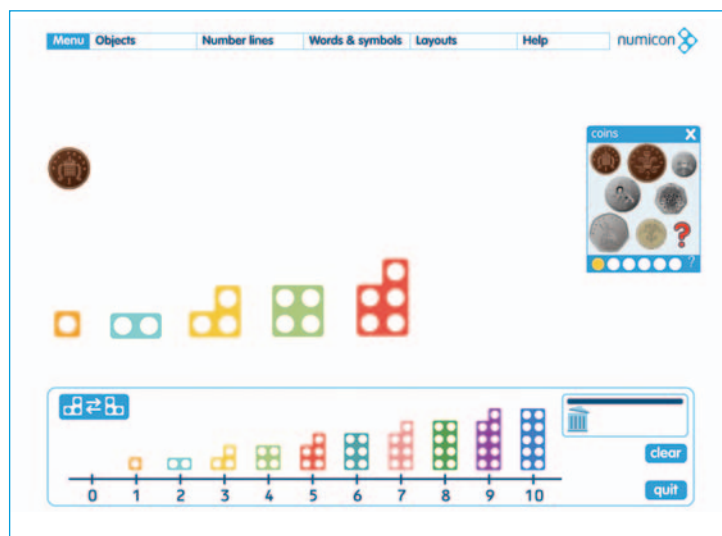 Menu Objects Number lines Words & symbols Layouts Help numicon
coins X
?
?
clear
0 1 2 3 4 5 6 7 8 9 10
quit